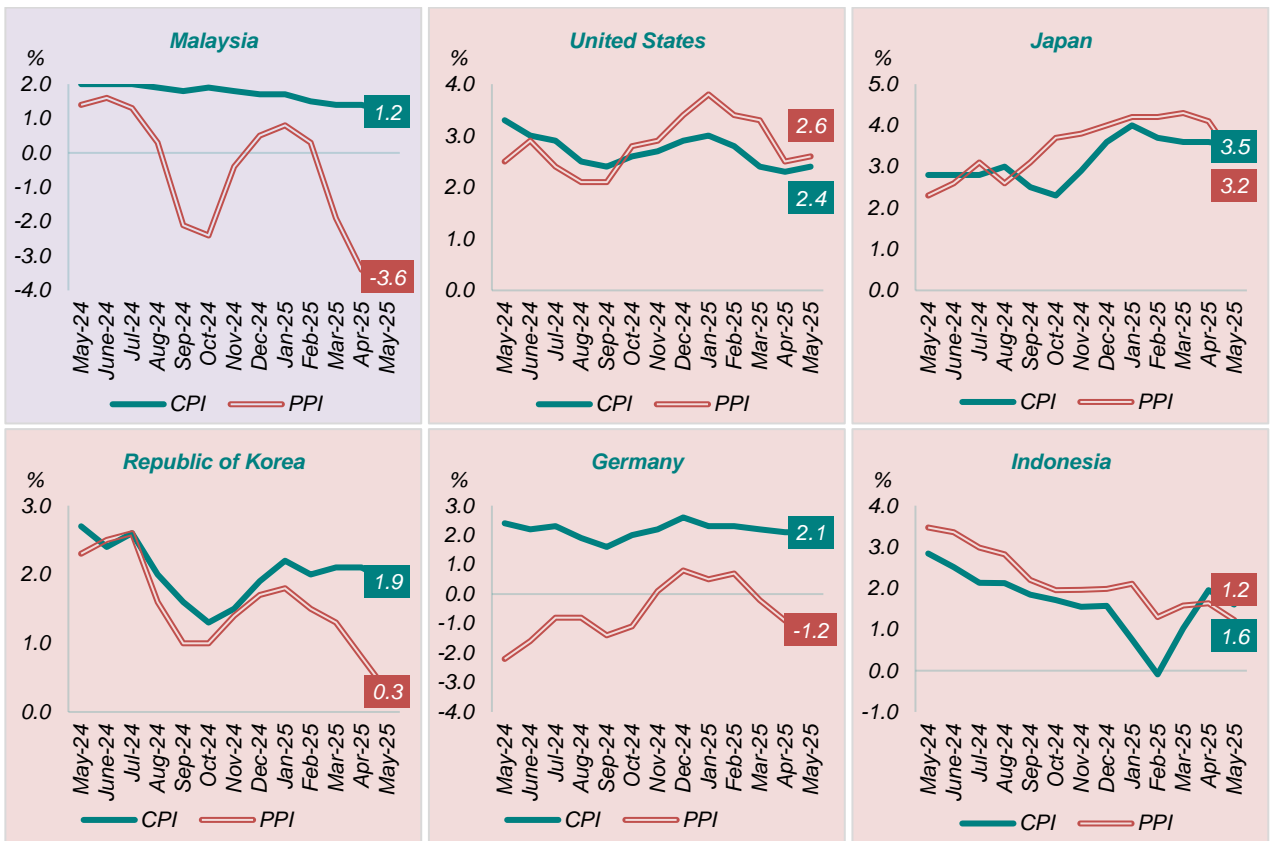 Malaysia
%
2.0
1.0
0.0
-1.0
-2.0
-3.0
-4.0
1.2
-3.6
May-24
June-24
Jul-24
Aug-24
Sep-24
Oct-24
Nov-24
Dec-24
Jan-25
Feb-25
Mar-25
Apr-25
May-25
CPI PPI
United States
%
4.0
3.0
2.0
1.0
0.0
2.6
2.4
May-24
June-24
Jul-24
Aug-24
Sep-24
Oct-24
Nov-24
Dec-24
Jan-25
Feb-25
Mar-25
Apr-25
May-25
CPI PPI
Japan
%
5.0
4.0
3.0
2.0
1.0
0.0
3.5
3.2
May-24
June-24
Jul-24
Aug-24
Sep-24
Oct-24
Nov-24
Dec-24
Jan-25
Feb-25
Mar-25
Apr-25
May-25
CPI PPI
Republic of Korea
%
3.0
2.0
1.0
0.0
1.9
0.3
May-24
June-24
Jul-24
Aug-24
Sep-24
Oct-24
Nov-24
Dec-24
Jan-25
Feb-25
Mar-25
Apr-25
May-25
CPI PPI
Germany
%
3.0
2.0
1.0
0.0
-1.0
-2.0
-3.0
-4.0
2.1
-1.2
May-24
June-24
Jul-24
Aug-24
Sep-24
Oct-24
Nov-24
Dec-24
Jan-25
Feb-25
Mar-25
Apr-25
May-25
CPI PPI
Indonesia
%
4.0
3.0
2.0
1.0
0.0
-1.0
1.2
1.6
May-24
June-24
Jul-24
Aug-24
Sep-24
Oct-24
Nov-24
Dec-24
Jan-25
Feb-25
Mar-25
Apr-25
May-25
CPI PPI